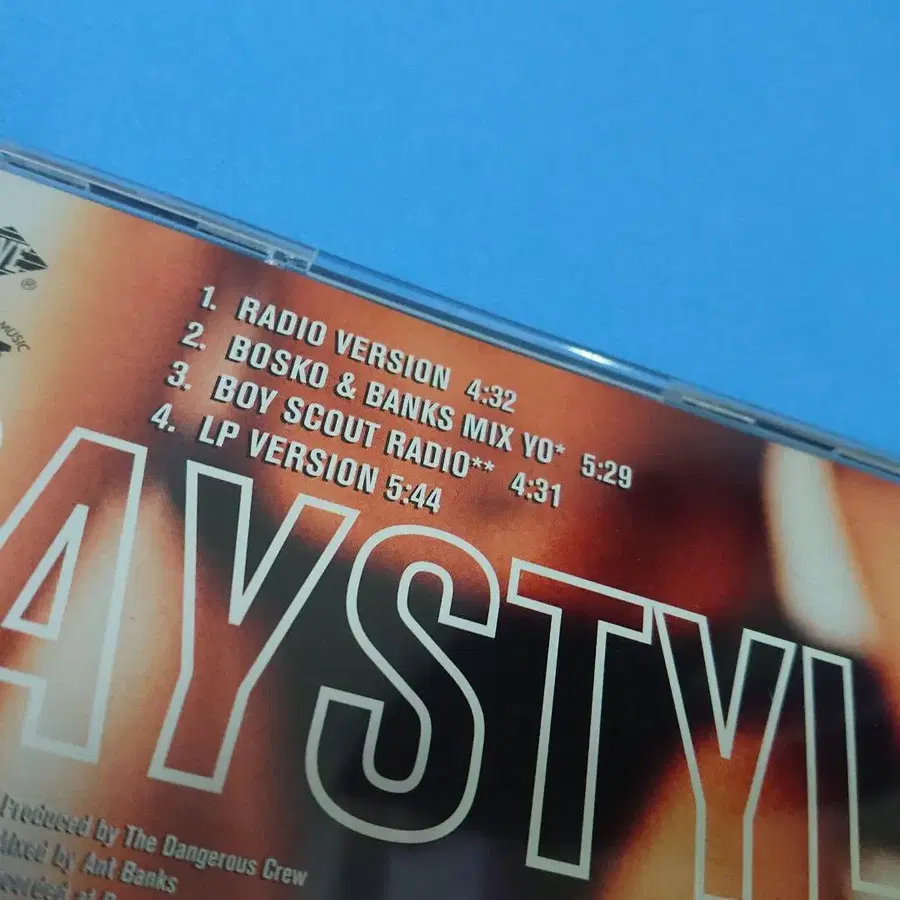 1. RADIO VERSION 4:32
2. BOSKO & BANKS MIX YO* 5:29
3. BOY SCOUT RADIO** 4:31
4. LP VERSION 5:44
MUSIC
AYSTYL
Produced by The Dangerous Crew
Mixed by Ant Banks